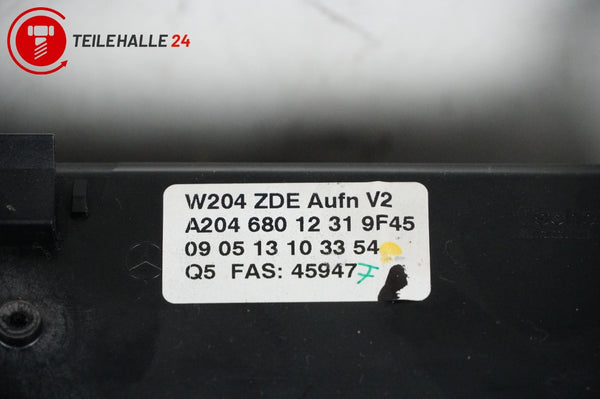 TEILEHALLE 24
W204 ZDE Aufn V2
A204 680 12 31 9F45
09 05 13 10 33 54
Q5 FAS: 45947 F